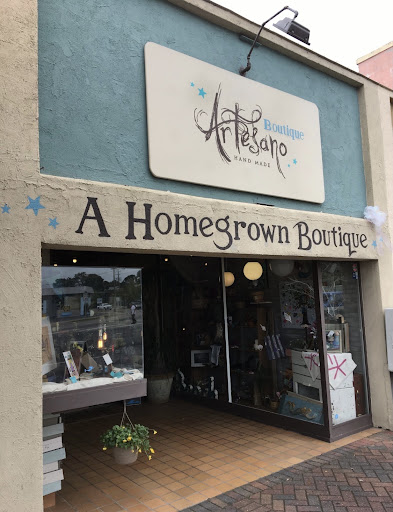 Boutique
Artesano
HAND MADE
A Homegrown Boutique